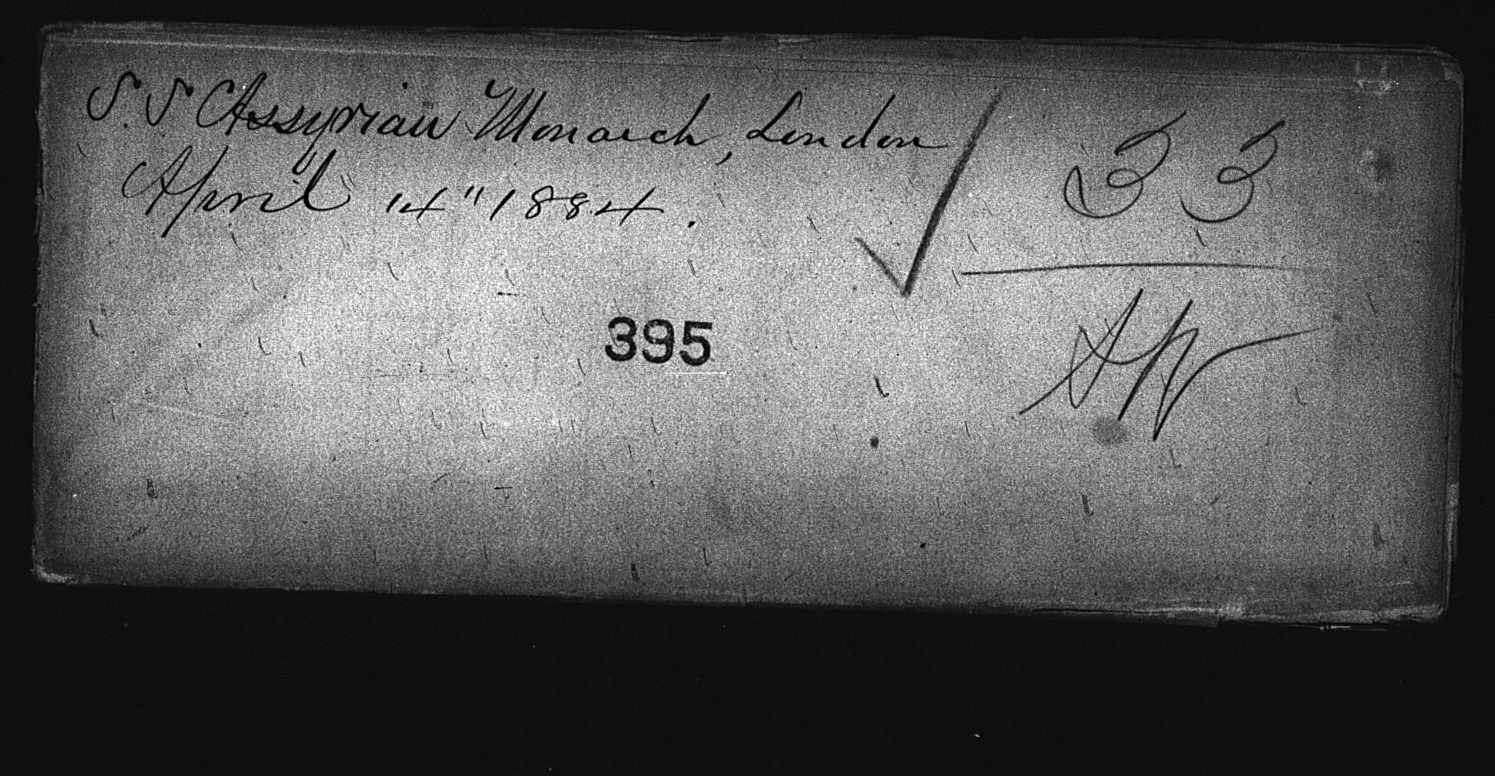 S. S Assyrian Monarch, London
April 14" 1884.
33
395